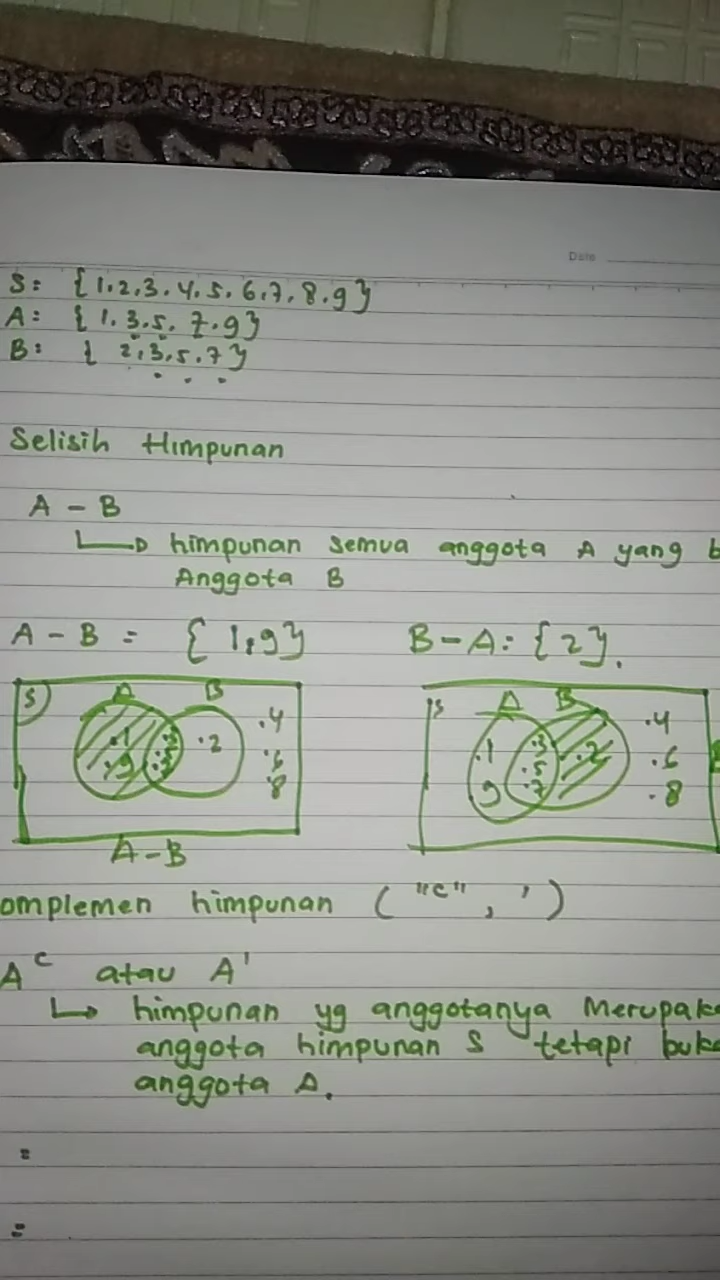 Date
S: {1.2.3.4.5.6.7.8.9}
A: {1.3.5.7.9}
B: {2.3.5.7}
Selisih Himpunan
A - B
himpunan semua anggota A yang b
Anggota B
A - B = {1,9} B - A: {2}.
S A B .1 .9 .3 .5 .2 .4 .6 .8
S A B .1 9 .3 .5 .7 .2 .4 .6 .8
A - B
omplemen himpunan ("c", ')
A^c atau A'
himpunan yg anggotanya Merupak
anggota himpunan S tetapi buk
anggota A.
=
=